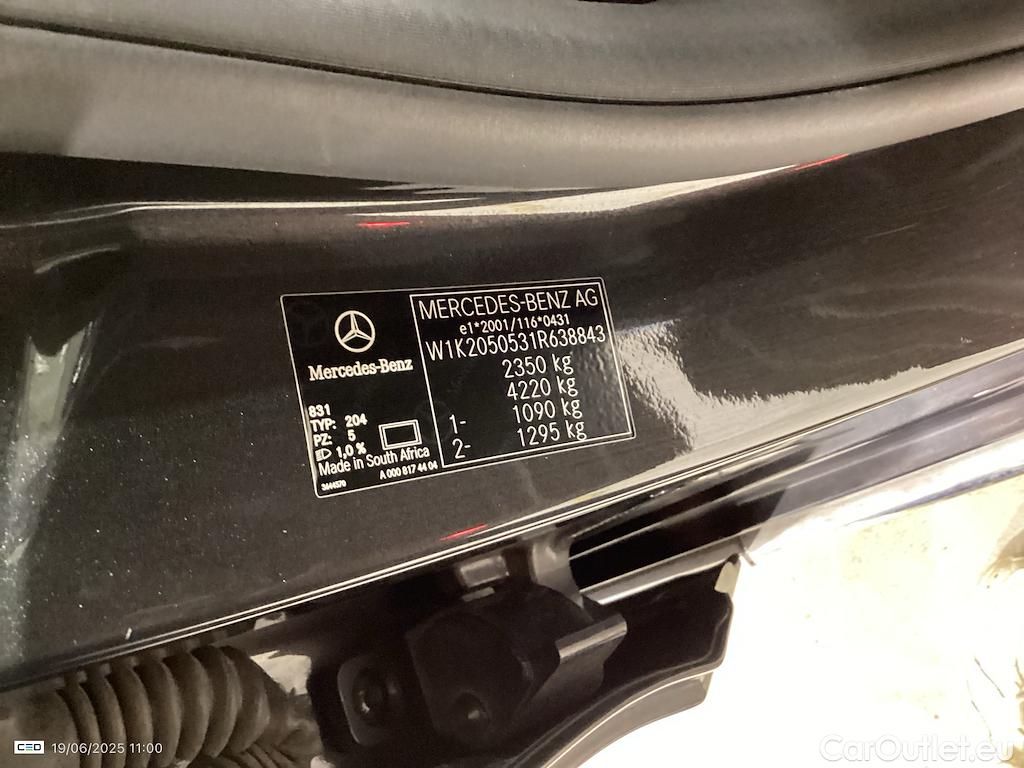 MERCEDES-BENZ AG
e1*2001/116*0431
W1K2050531R638843
2350 kg
4220 kg
1- 1090 kg
2- 1295 kg
Mercedes-Benz
831
TYP: 204
PZ: 5
1,0 %
Made in South Africa
A 000 817 44 04
3444570
CEO 19/06/2025 11:00
CarOutlet.eu